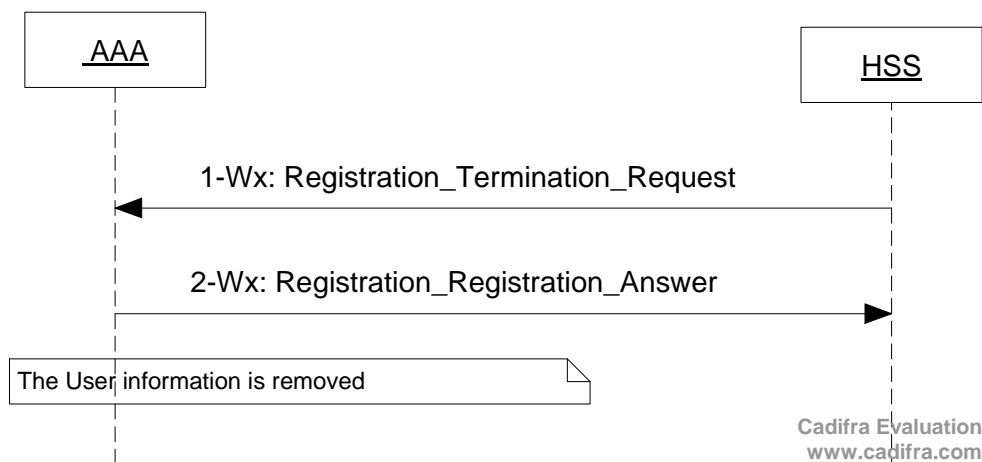 AAA
HSS
1-Wx: Registration_Termination_Request
2-Wx: Registration_Registration_Answer
The User information is removed
Cadifra Evaluation
www.cadifra.com